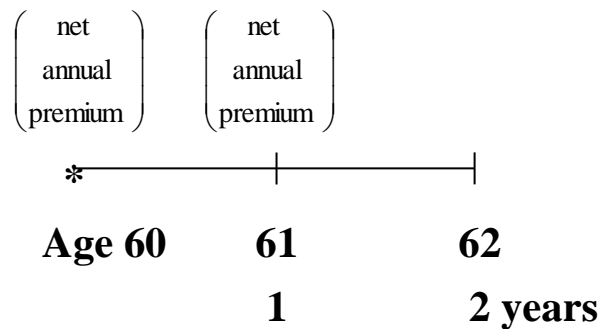 net net
annual annual
premium premium
*
Age 60 61 62
1 2 years